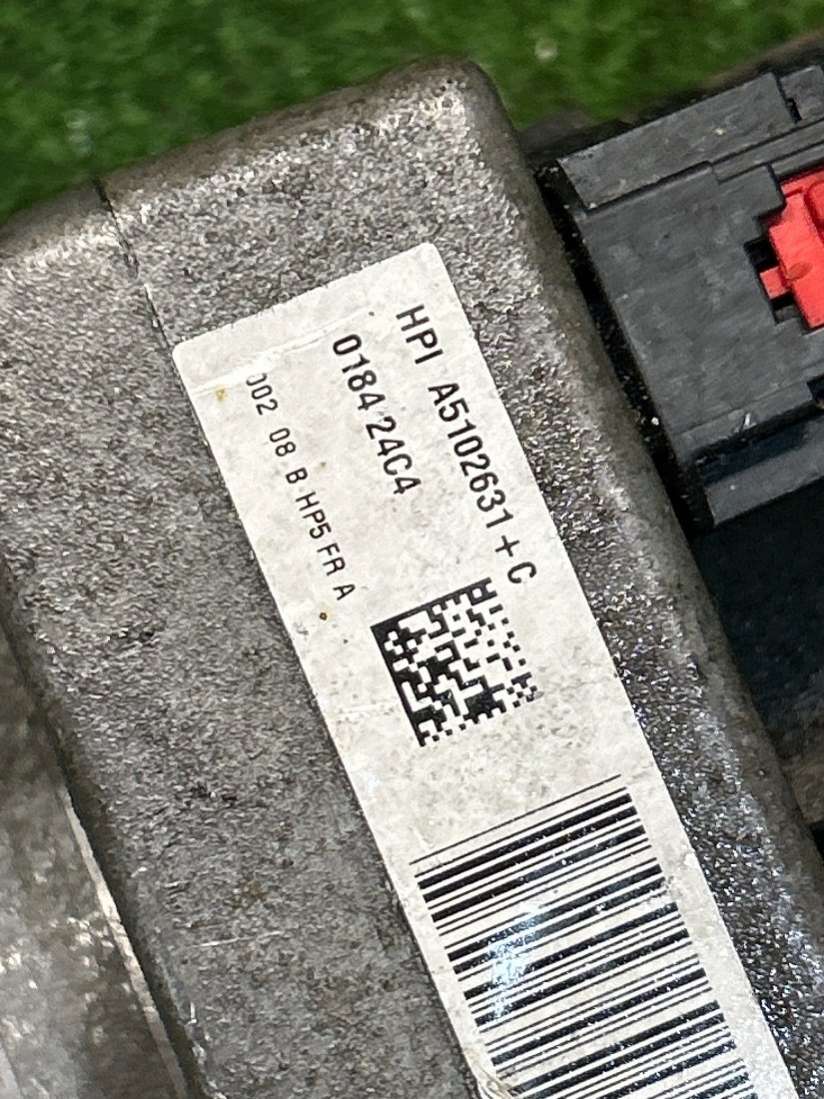 HPI A5102631+C
0184 24C4
002 08 B HP5 FR A